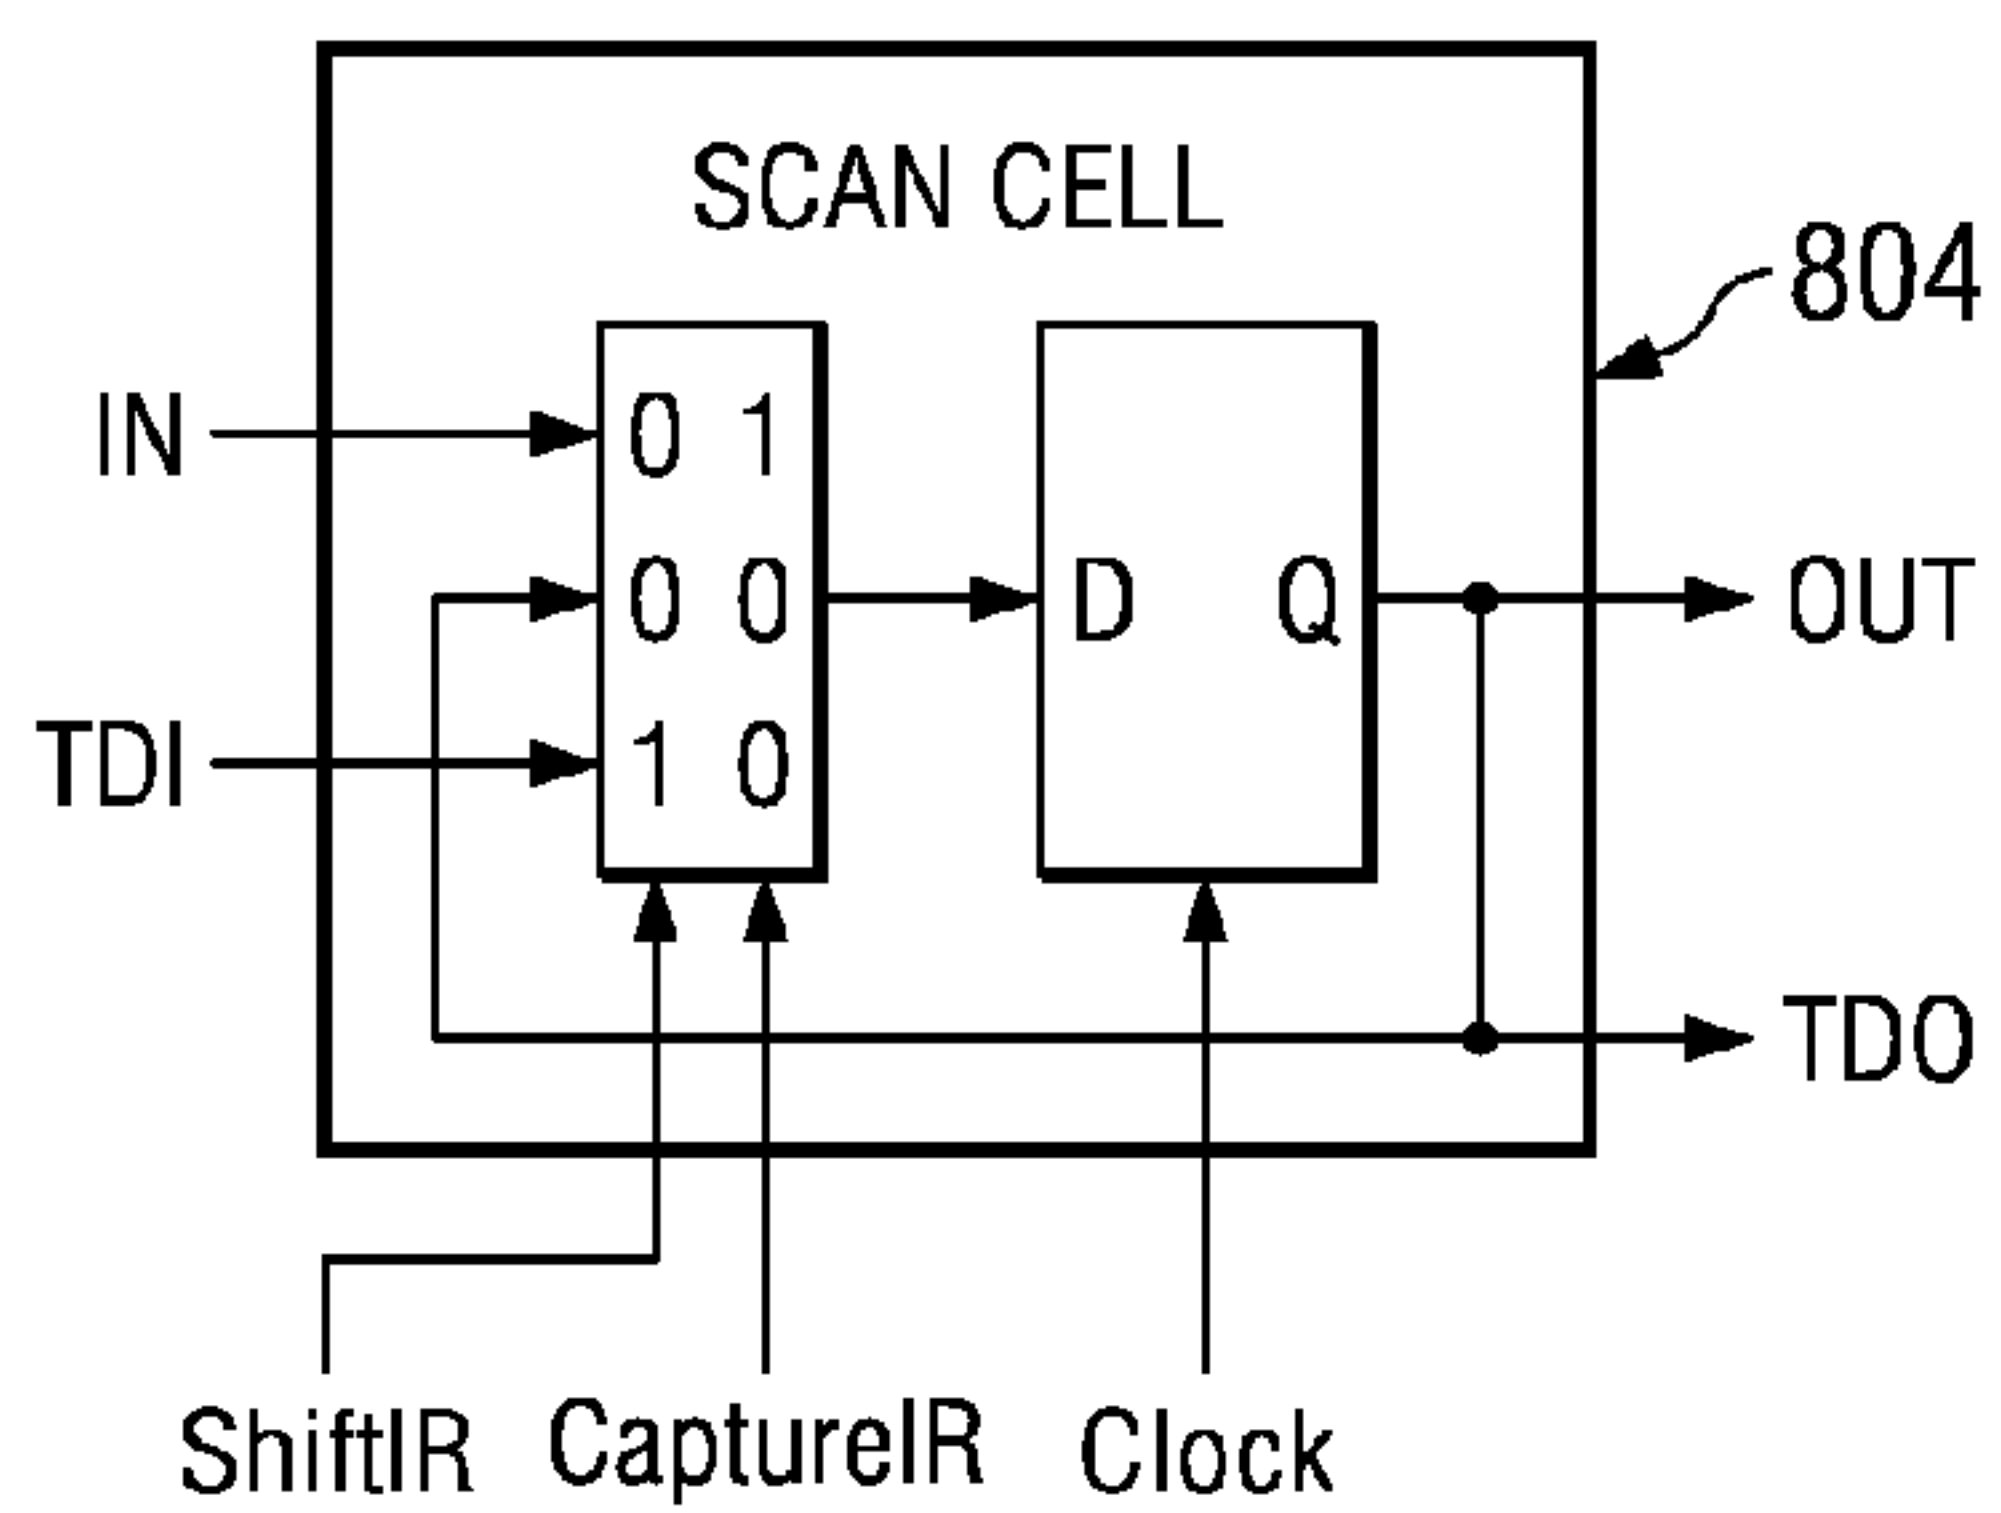 SCAN CELL
804
IN
0 1
0 0
D
Q
OUT
TDI
1 0
TDO
ShiftIR
CaptureIR
Clock